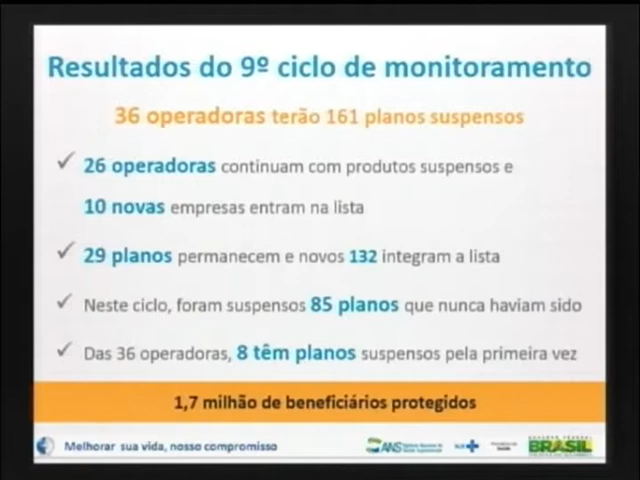 Resultados do 9º ciclo de monitoramento
36 operadoras terão 161 planos suspensos
✓ 26 operadoras continuam com produtos suspensos e
10 novas empresas entram na lista
✓ 29 planos permanecem e novos 132 integram a lista
✓ Neste ciclo, foram suspensos 85 planos que nunca haviam sido
✓ Das 36 operadoras, 8 têm planos suspensos pela primeira vez
1,7 milhão de beneficiários protegidos
Melhorar sua vida, nosso compromisso
ANS
SUS
BRASIL